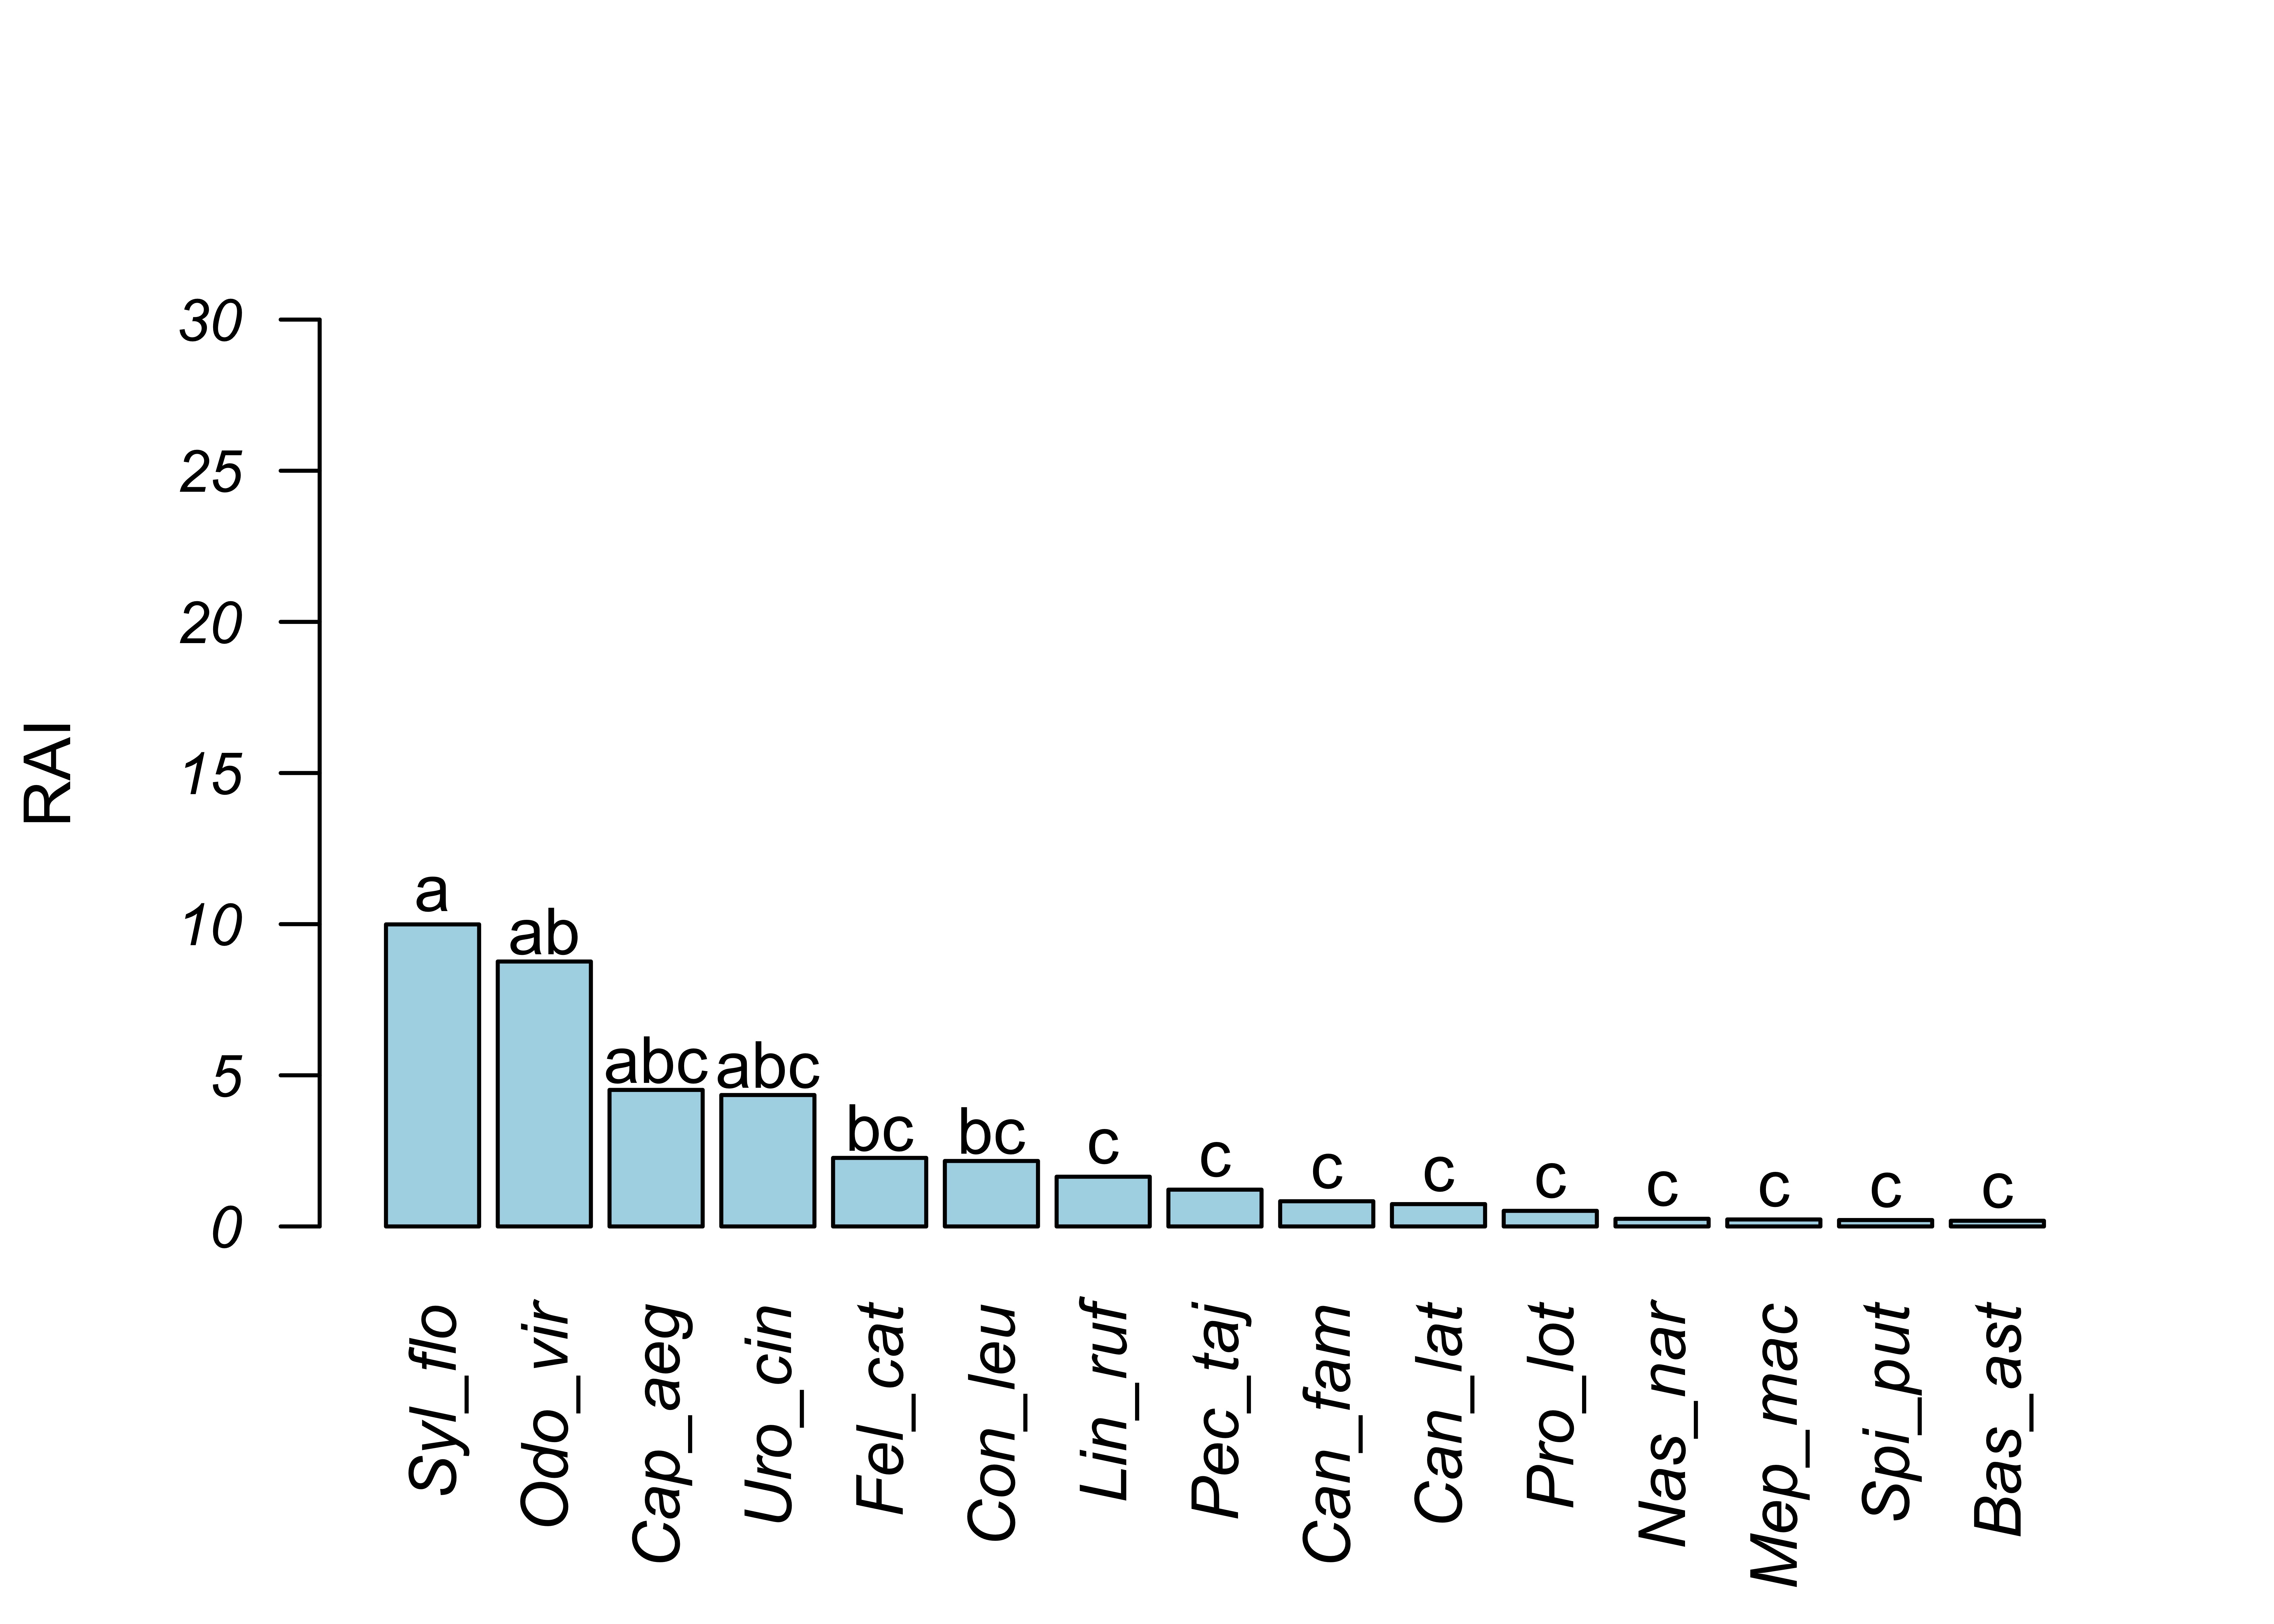 30
25
20
15
10
5
0
RAI
a
ab
abc
abc
bc
bc
c
c
c
c
c
c
c
c
c
Syl_flo
Odo_vir
Cap_aeg
Uro_cin
Fel_cat
Con_leu
Lin_ruf
Pec_taj
Can_fam
Can_lat
Pro_lot
Nas_nar
Mep_mac
Spi_put
Bas_ast